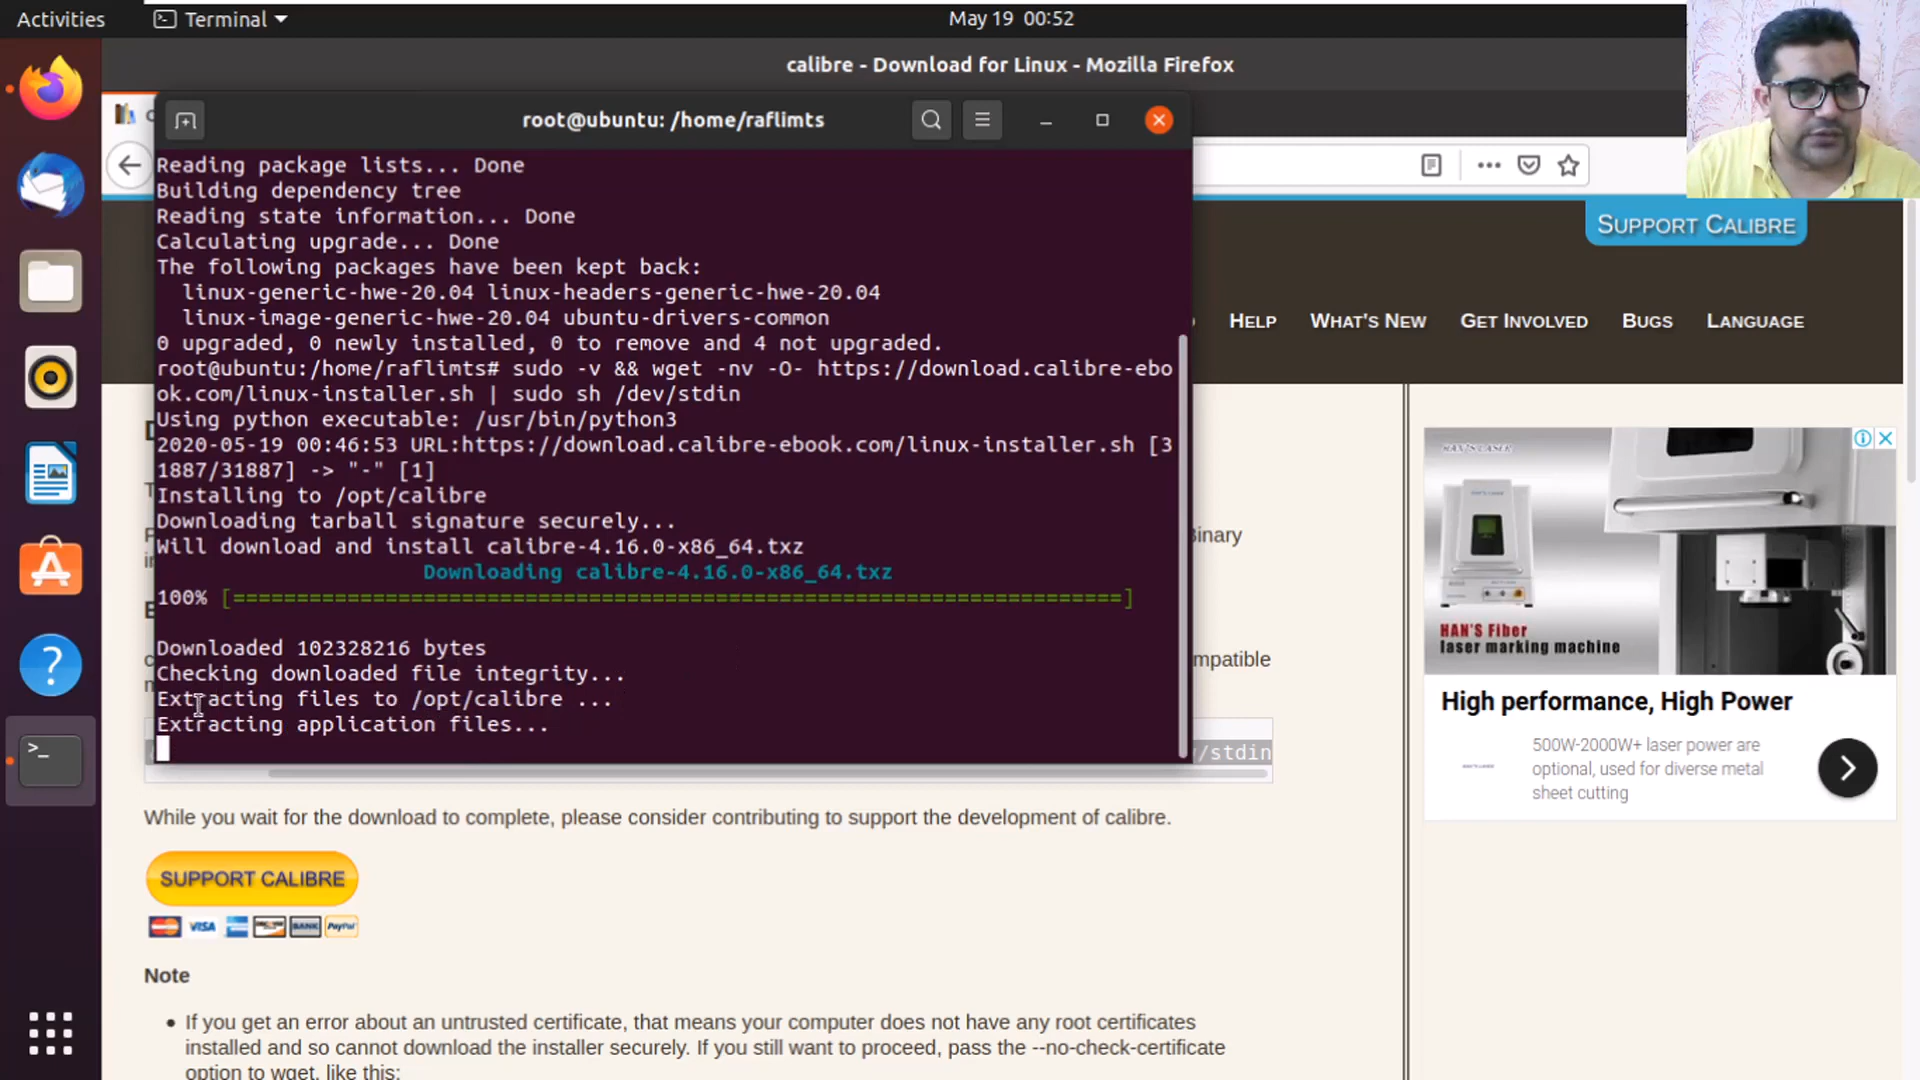 Activities
Terminal
May 19 00:52
calibre - Download for Linux - Mozilla Firefox
root@ubuntu: /home/raflimts
Reading package lists... Done
Building dependency tree
Reading state information... Done
Calculating upgrade... Done
The following packages have been kept back:
linux-generic-hwe-20.04 linux-headers-generic-hwe-20.04
linux-image-generic-hwe-20.04 ubuntu-drivers-common
0 upgraded, 0 newly installed, 0 to remove and 4 not upgraded.
root@ubuntu:/home/raflimts# sudo -v && wget -nv -O- https://download.calibre-ebo
ok.com/linux-installer.sh | sudo sh /dev/stdin
Using python executable: /usr/bin/python3
2020-05-19 00:46:53 URL:https://download.calibre-ebook.com/linux-installer.sh [3
1887/31887] -> "-" [1]
Installing to /opt/calibre
Downloading tarball signature securely...
Will download and install calibre-4.16.0-x86_64.txz
Downloading calibre-4.16.0-x86_64.txz
100% [======================================================================]
Downloaded 102328216 bytes
Checking downloaded file integrity...
Extracting files to /opt/calibre ...
Extracting application files...
SUPPORT CALIBRE
HELP
WHAT'S NEW
GET INVOLVED
BUGS
LANGUAGE
Binary
mpatible
/stdin
While you wait for the download to complete, please consider contributing to support the development of calibre.
SUPPORT CALIBRE
VISA
BANK
PayPal
Note
If you get an error about an untrusted certificate, that means your computer does not have any root certificates
installed and so cannot download the installer securely. If you still want to proceed, pass the --no-check-certificate
option to wget, like this:
HAN'S LASER
HAN'S Fiber
laser marking machine
High performance, High Power
500W-2000W+ laser power are
optional, used for diverse metal
sheet cutting